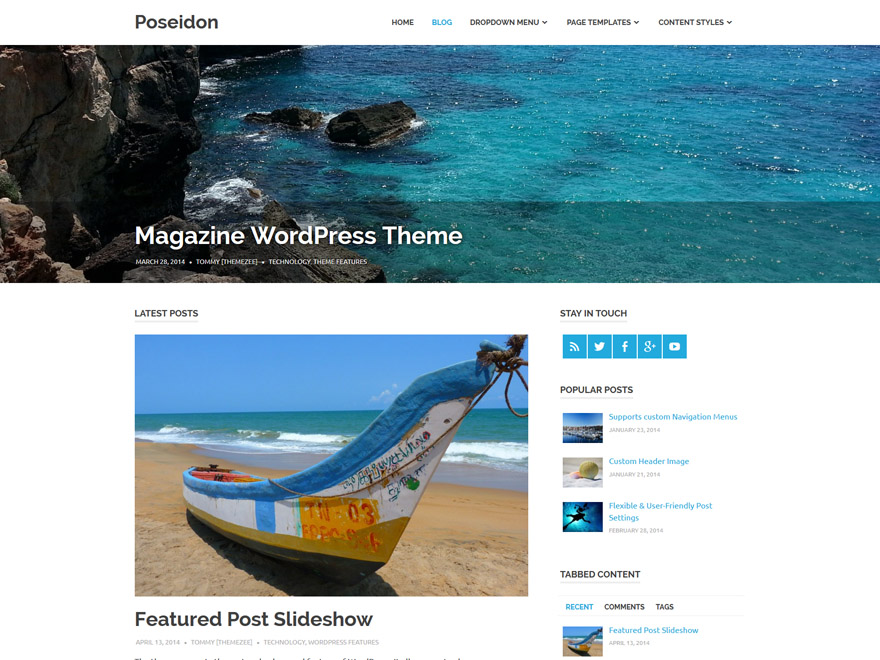 Poseidon
HOME BLOG DROPDOWN MENU PAGE TEMPLATES CONTENT STYLES
Magazine WordPress Theme
MARCH 28, 2014 • TOMMY [THEMEZEE] • TECHNOLOGY, THEME FEATURES
LATEST POSTS
TN - 03
Featured Post Slideshow
APRIL 13, 2014 • TOMMY [THEMEZEE] • TECHNOLOGY, WORDPRESS FEATURES
STAY IN TOUCH
POPULAR POSTS
Supports custom Navigation Menus
JANUARY 23, 2014
Custom Header Image
JANUARY 21, 2014
Flexible & User-Friendly Post
Settings
FEBRUARY 28, 2014
TABBED CONTENT
RECENT COMMENTS TAGS
Featured Post Slideshow
APRIL 13, 2014